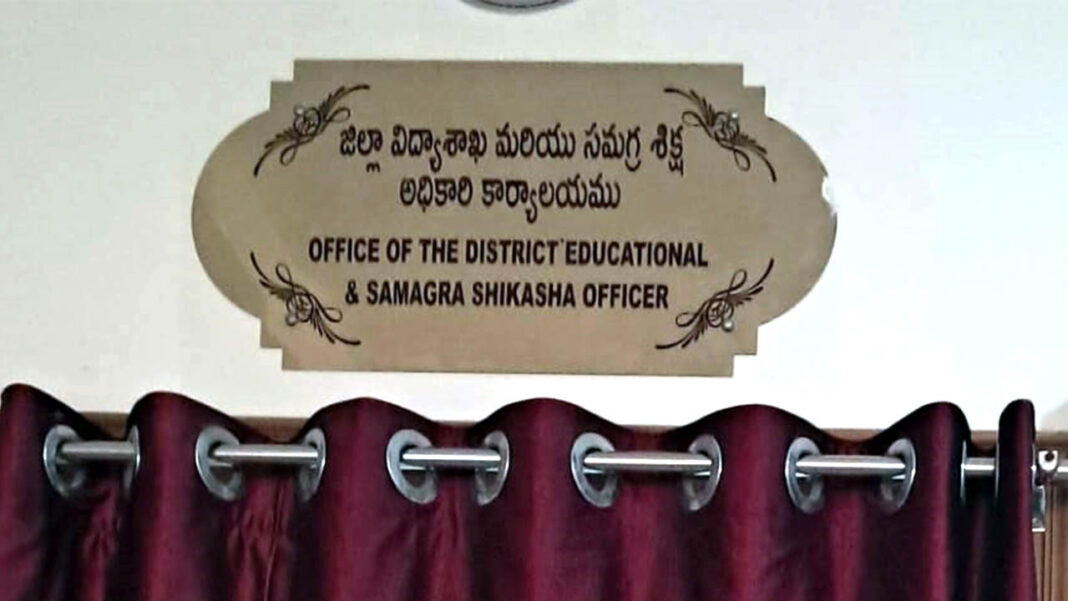 జిల్లా విద్యాశాఖ మరియు సమగ్ర శిక్ష
అధికారి కార్యాలయము
OFFICE OF THE DISTRICT EDUCATIONAL
& SAMAGRA SHIKASHA OFFICER